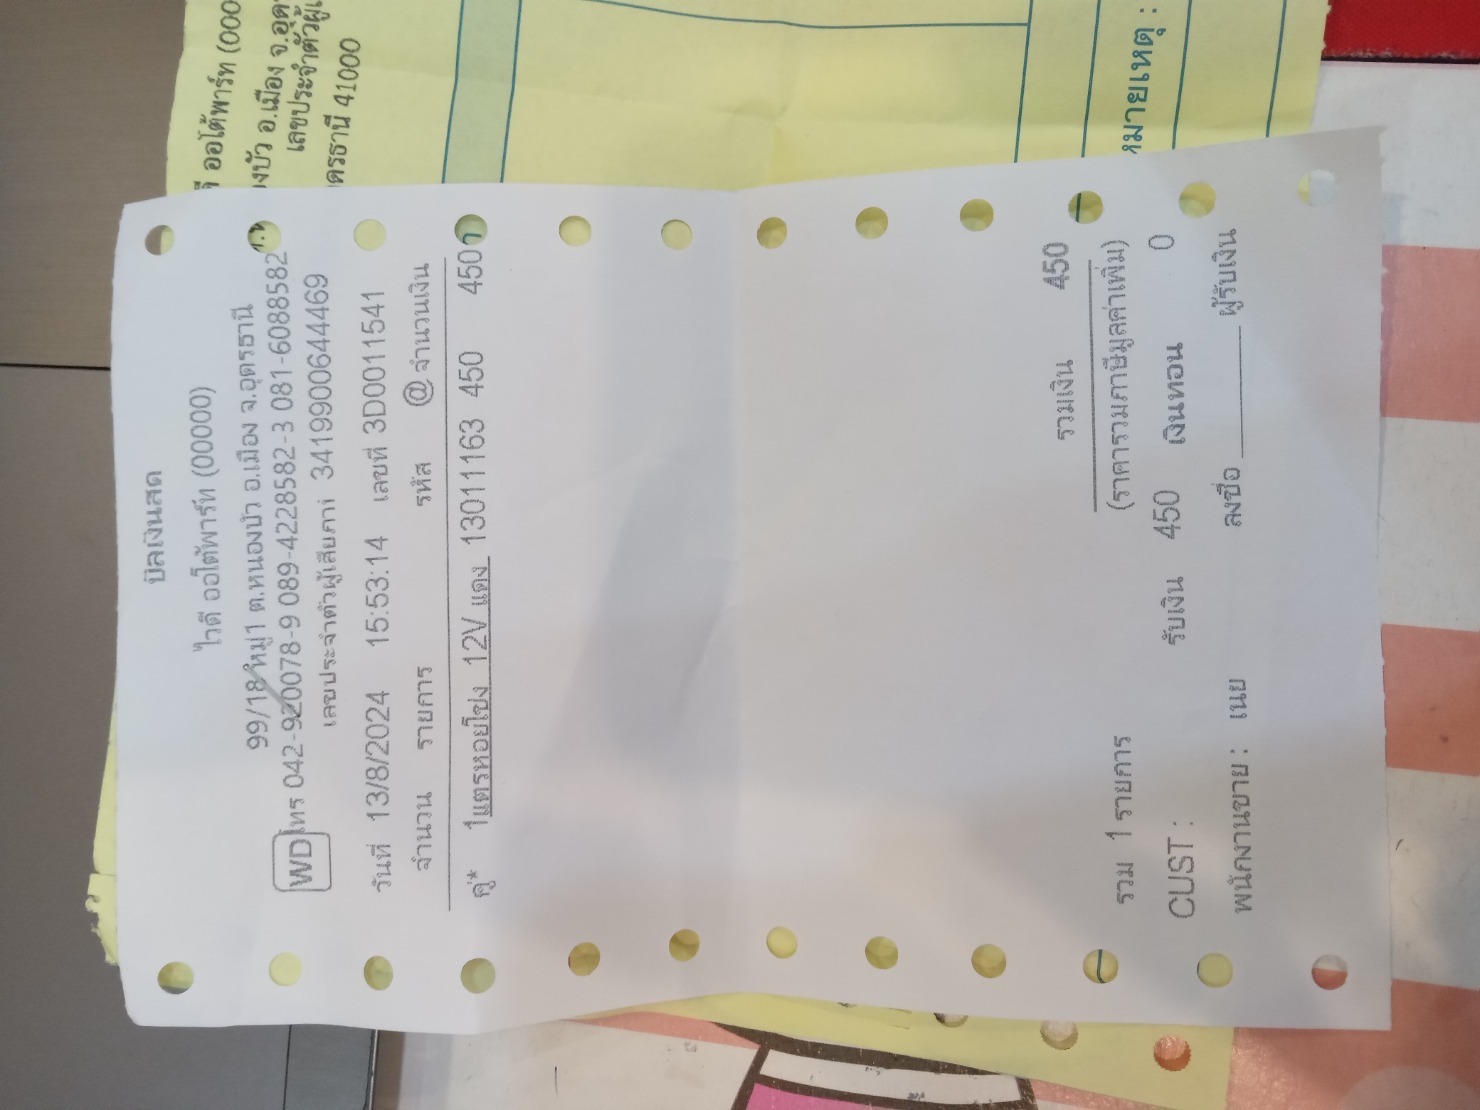 บิลเงินสด
ไวดี ออโต้พาร์ท (00000)
99/18 หมู่1 ต.หนองบัว อ.เมือง จ.อุดรธานี
WD โทร 042-920078-9 089-4228582-3 081-6088582
เลขประจำตัวผู้เสียภาษี 3419900644469
วันที่ 13/8/2024 15:53:14 เลขที่ 3D0011541
จำนวน รายการ รหัส @ จำนวนเงิน
คู่* 1แตรหอยโข่ง 12V แดง 13011163 450 450
รวมเงิน 450
รวม 1 รายการ (ราคารวมภาษีมูลค่าเพิ่ม)
CUST : รับเงิน 450 เงินทอน 0
พนักงานขาย : เนย ลงชื่อ ผู้รับเงิน
ออโต้พาร์ท (000
องบัว อ.เมือง จ.อุด
เลขประจำตัวผู้เ
ดรธานี 41000
หมายเหตุ :